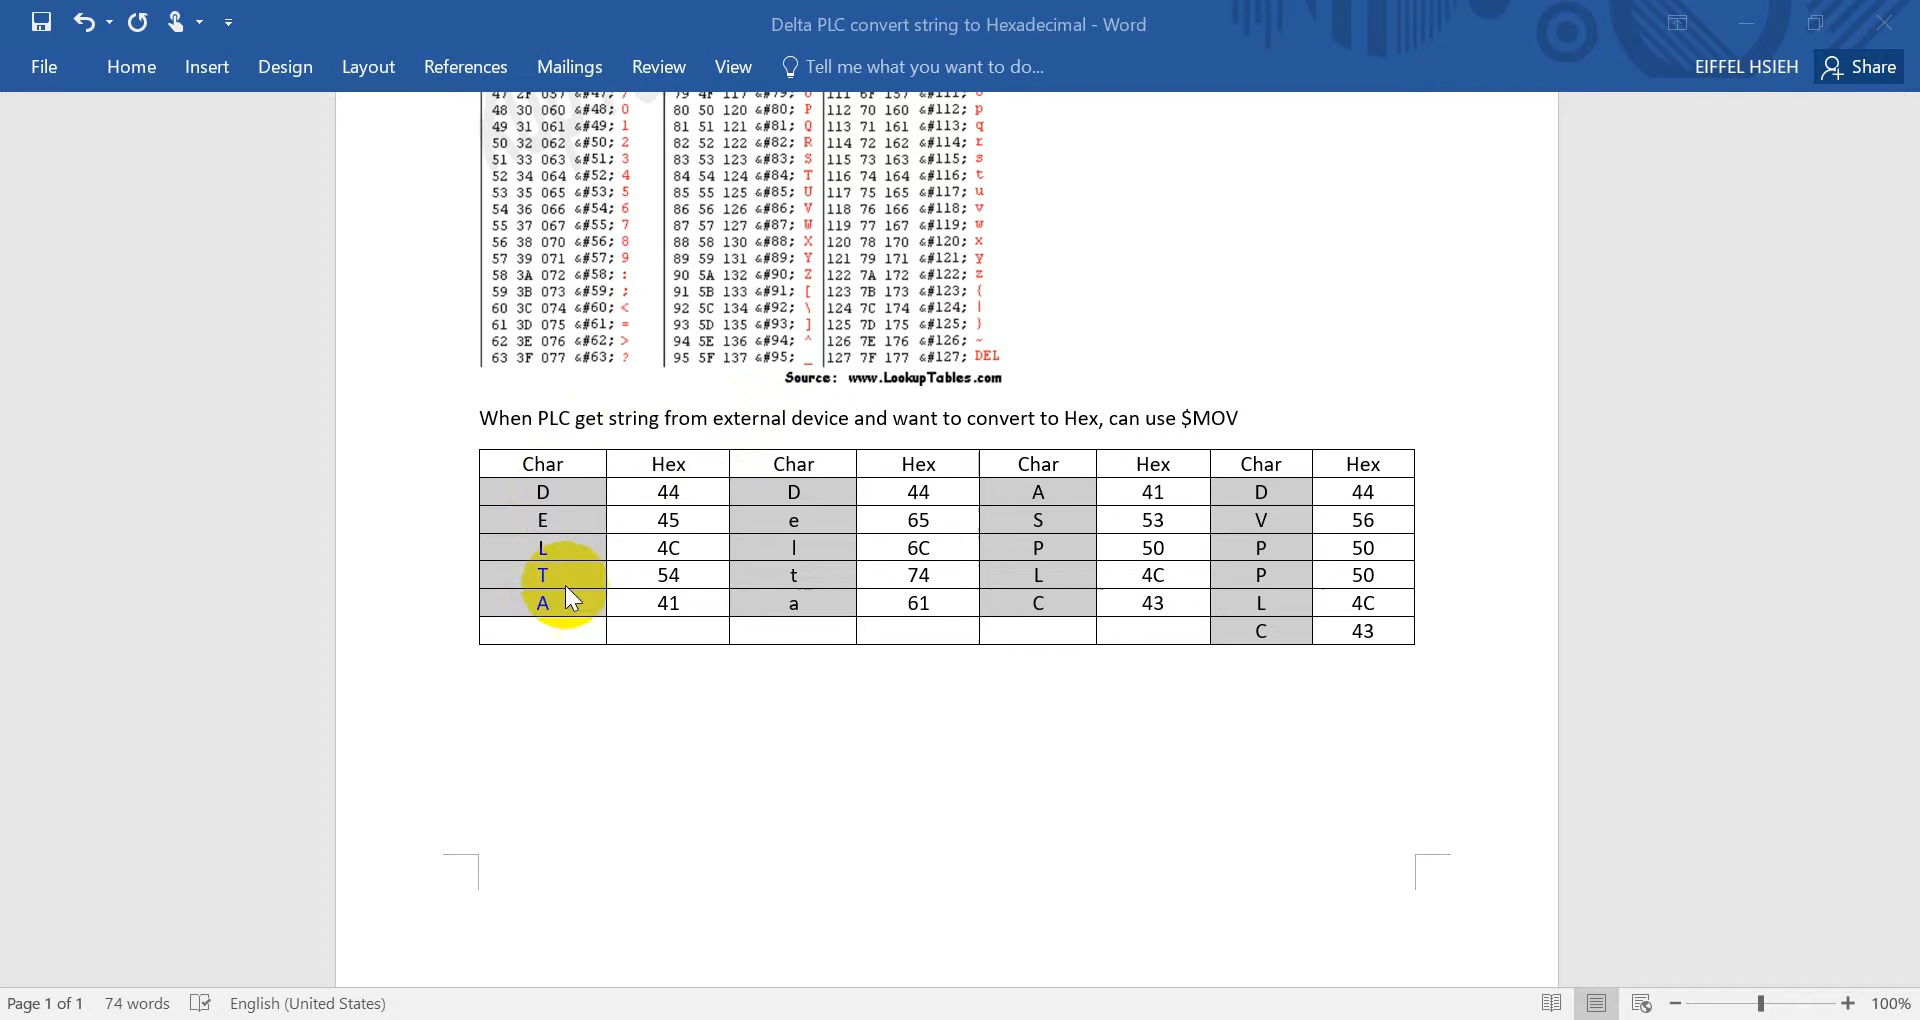 Delta PLC convert string to Hexadecimal - Word
File Home Insert Design Layout References Mailings Review View Tell me what you want to do... EIFFEL HSIEH Share
47 2F 057 &#47; / 79 4F 117 &#79; O 111 6F 157 &#111; o
48 30 060 &#48; 0 80 50 120 &#80; P 112 70 160 &#112; p
49 31 061 &#49; 1 81 51 121 &#81; Q 113 71 161 &#113; q
50 32 062 &#50; 2 82 52 122 &#82; R 114 72 162 &#114; r
51 33 063 &#51; 3 83 53 123 &#83; S 115 73 163 &#115; s
52 34 064 &#52; 4 84 54 124 &#84; T 116 74 164 &#116; t
53 35 065 &#53; 5 85 55 125 &#85; U 117 75 165 &#117; u
54 36 066 &#54; 6 86 56 126 &#86; V 118 76 166 &#118; v
55 37 067 &#55; 7 87 57 127 &#87; W 119 77 167 &#119; w
56 38 070 &#56; 8 88 58 130 &#88; X 120 78 170 &#120; x
57 39 071 &#57; 9 89 59 131 &#89; Y 121 79 171 &#121; y
58 3A 072 &#58; : 90 5A 132 &#90; Z 122 7A 172 &#122; z
59 3B 073 &#59; ; 91 5B 133 &#91; [ 123 7B 173 &#123; {
60 3C 074 &#60; < 92 5C 134 &#92; \ 124 7C 174 &#124; |
61 3D 075 &#61; = 93 5D 135 &#93; ] 125 7D 175 &#125; }
62 3E 076 &#62; > 94 5E 136 &#94; ^ 126 7E 176 &#126; ~
63 3F 077 &#63; ? 95 5F 137 &#95; _ 127 7F 177 &#127; DEL
Source: www.LookupTables.com
When PLC get string from external device and want to convert to Hex, can use $MOV
Char Hex Char Hex Char Hex Char Hex
D 44 D 44 A 41 D 44
E 45 e 65 S 53 V 56
L 4C l 6C P 50 P 50
T 54 t 74 L 4C P 50
A 41 a 61 C 43 L 4C
C 43
Page 1 of 1 74 words English (United States) 100%